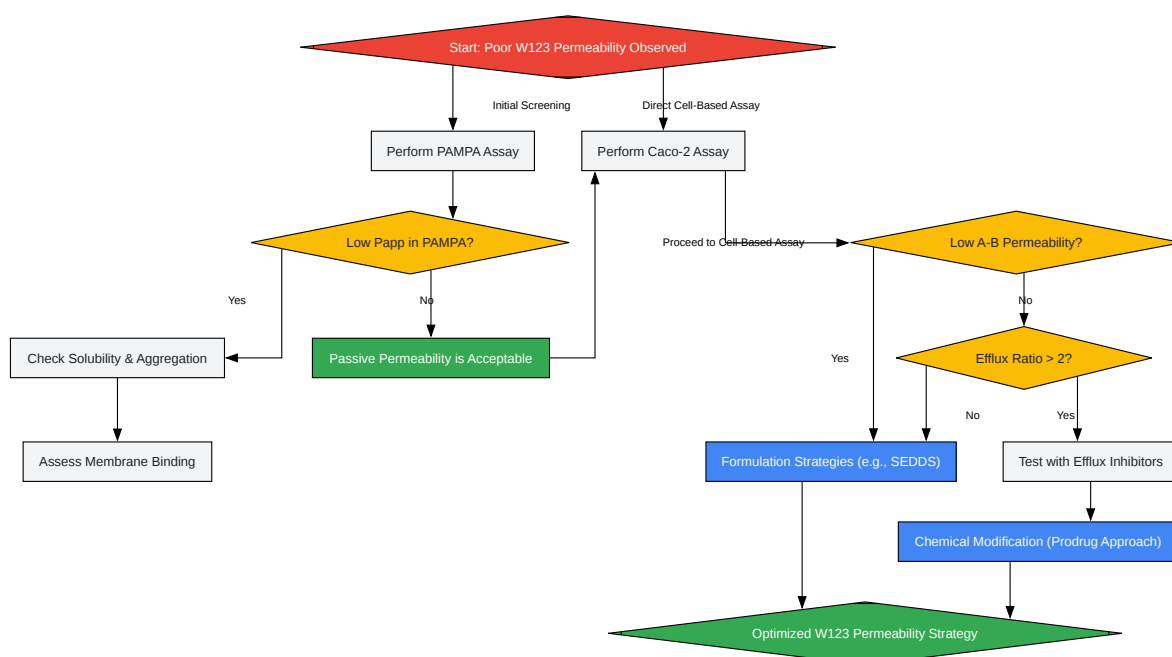 Start: Poor W123 Permeability Observed
Initial Screening
Direct Cell-Based Assay
Perform PAMPA Assay
Perform Caco-2 Assay
Low Papp in PAMPA?
Proceed to Cell-Based Assay
Low A-B Permeability?
Yes
No
No
Check Solubility & Aggregation
Passive Permeability is Acceptable
Yes
Efflux Ratio > 2?
No
Yes
Assess Membrane Binding
Formulation Strategies (e.g., SEDDS)
Test with Efflux Inhibitors
Chemical Modification (Prodrug Approach)
Optimized W123 Permeability Strategy